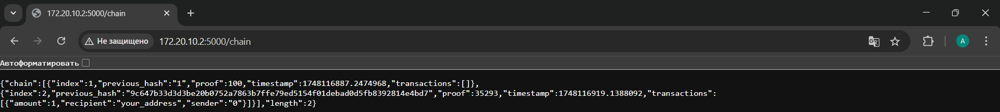 172.20.10.2:5000/chain
Не защищено 172.20.10.2:5000/chain A
Автоформатировать
{"chain":[{"index":1,"previous_hash":"1","proof":100,"timestamp":1748116887.2474968,"transactions":[]},
{"index":2,"previous_hash":"9c647b33d3d3be20b0752a7863b7ffe79ed5154f01debad0d5fb8392814e4bd7","proof":35293,"timestamp":1748116919.1388092,"transactions":
[{"amount":1,"recipient":"your_address","sender":"0"}]}],"length":2}